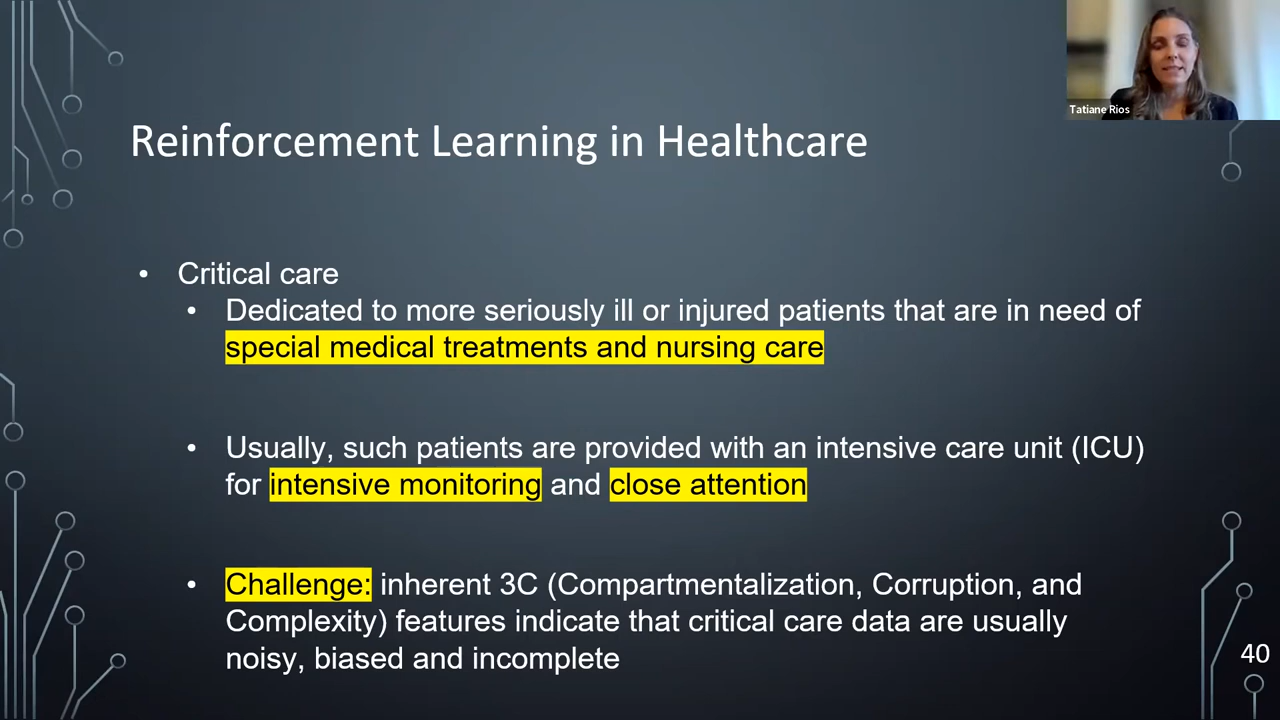 Tatiane Rios
Reinforcement Learning in Healthcare
• Critical care
• Dedicated to more seriously ill or injured patients that are in need of
special medical treatments and nursing care
• Usually, such patients are provided with an intensive care unit (ICU)
for intensive monitoring and close attention
• Challenge: inherent 3C (Compartmentalization, Corruption, and
Complexity) features indicate that critical care data are usually
noisy, biased and incomplete
40